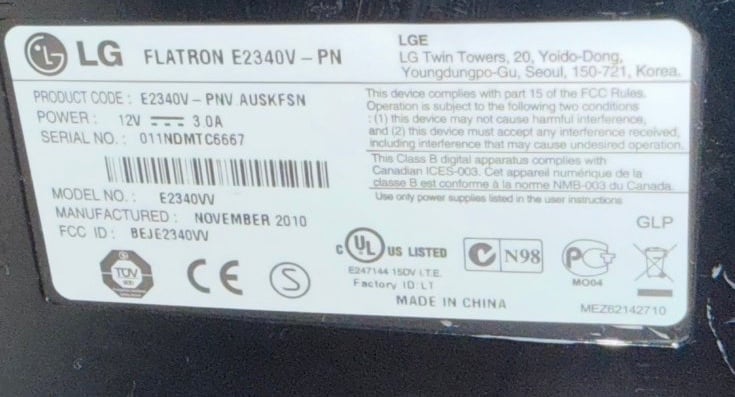 LG FLATRON E2340V-PN
LGE
LG Twin Towers, 20, Yoido-Dong,
Youngdungpo-Gu, Seoul, 150-721, Korea.
PRODUCT CODE : E2340V-PNV.AUSKFSN
POWER : 12V 3.0A
SERIAL NO. : 011NDMTC6667
This device complies with part 15 of the FCC Rules.
Operation is subject to the following two conditions
: (1) this device may not cause harmful interference,
and (2) this device must accept any interference received,
including interference that may cause undesired operation.
This Class B digital apparatus complies with
Canadian ICES-003. Cet appareil numérique de la
classe B est conforme à la norme NMB-003 du Canada.
Use only power supplies listed in the user instructions
MODEL NO. : E2340VV
MANUFACTURED : NOVEMBER 2010
FCC ID : BEJE2340VV
GLP
TÜV
CE
S
C UL US LISTED
E247144 15DV I.T.E.
Factory ID:LT
N98
MO04
MADE IN CHINA
MEZ62142710